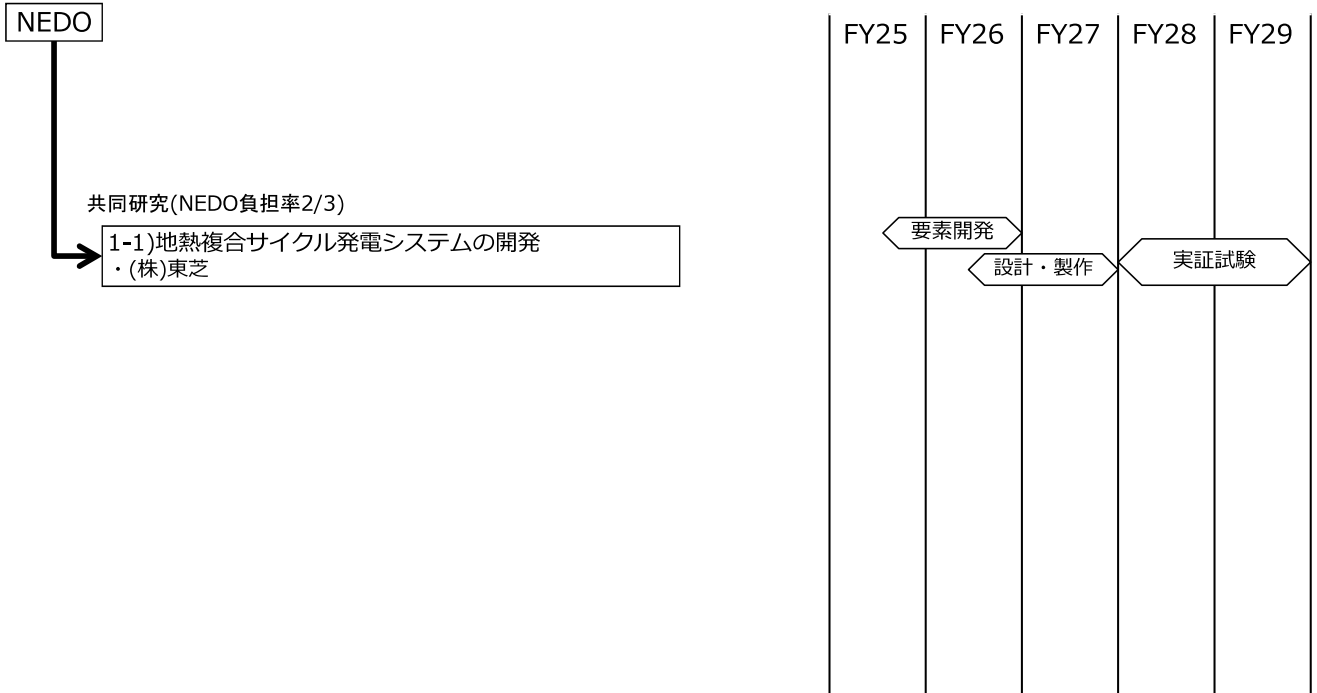 NEDO
FY25 FY26 FY27 FY28 FY29
共同研究(NEDO負担率2/3)
1-1)地熱複合サイクル発電システムの開発
・(株)東芝
要素開発
設計・製作
実証試験